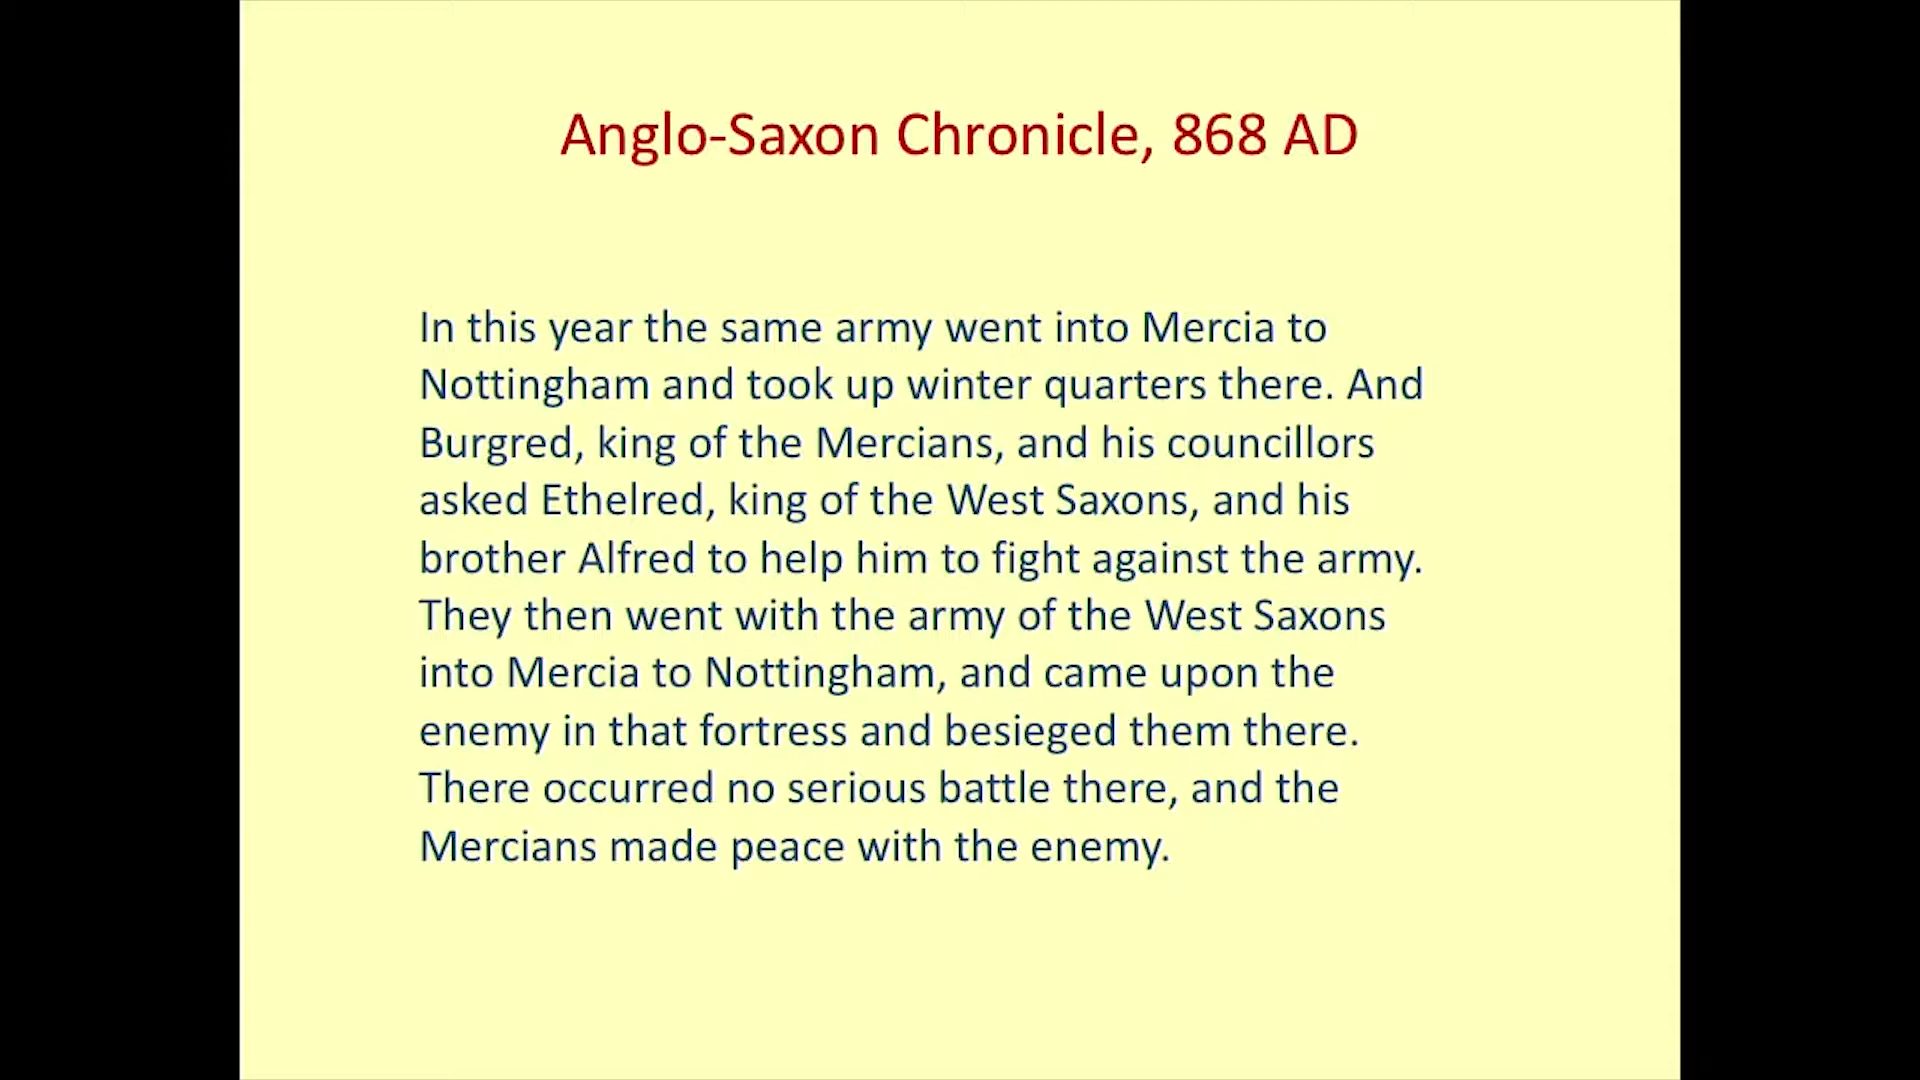 Anglo-Saxon Chronicle, 868 AD
In this year the same army went into Mercia to
Nottingham and took up winter quarters there. And
Burgred, king of the Mercians, and his councillors
asked Ethelred, king of the West Saxons, and his
brother Alfred to help him to fight against the army.
They then went with the army of the West Saxons
into Mercia to Nottingham, and came upon the
enemy in that fortress and besieged them there.
There occurred no serious battle there, and the
Mercians made peace with the enemy.